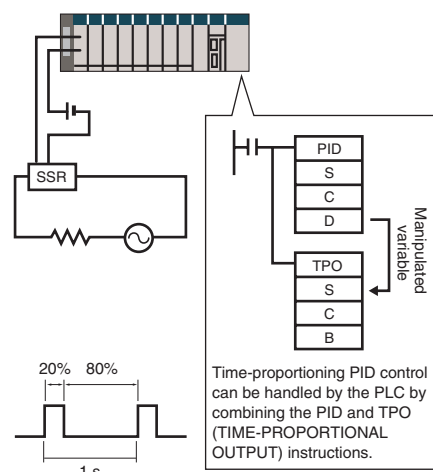 SSR
PID
S
C
D
Manipulated
variable
TPO
S
C
B
20% 80%
1 s
Time-proportioning PID control
can be handled by the PLC by
combining the PID and TPO
(TIME-PROPORTIONAL
OUTPUT) instructions.